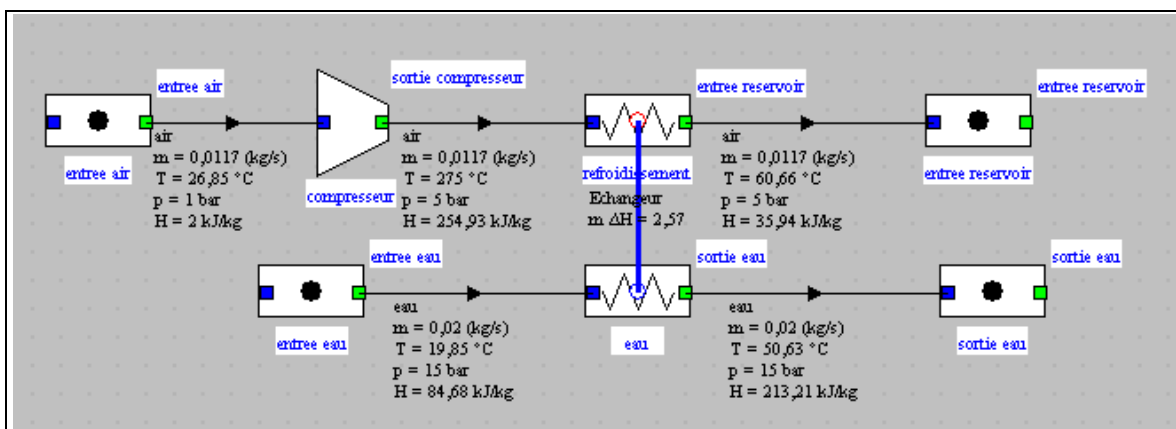 entree air
sortie compresseur
entree reservoir
entree reservoir
air
m = 0,0117 (kg/s)
T = 26,85 °C
p = 1 bar
H = 2 kJ/kg
entree air
compresseur
air
m = 0,0117 (kg/s)
T = 275 °C
p = 5 bar
H = 254,93 kJ/kg
refroidissement
Echangeur
m ΔH = 2,57
air
m = 0,0117 (kg/s)
T = 60,66 °C
p = 5 bar
H = 35,94 kJ/kg
entree reservoir
entree eau
sortie eau
sortie eau
entree eau
eau
m = 0,02 (kg/s)
T = 19,85 °C
p = 15 bar
H = 84,68 kJ/kg
eau
eau
m = 0,02 (kg/s)
T = 50,63 °C
p = 15 bar
H = 213,21 kJ/kg
sortie eau